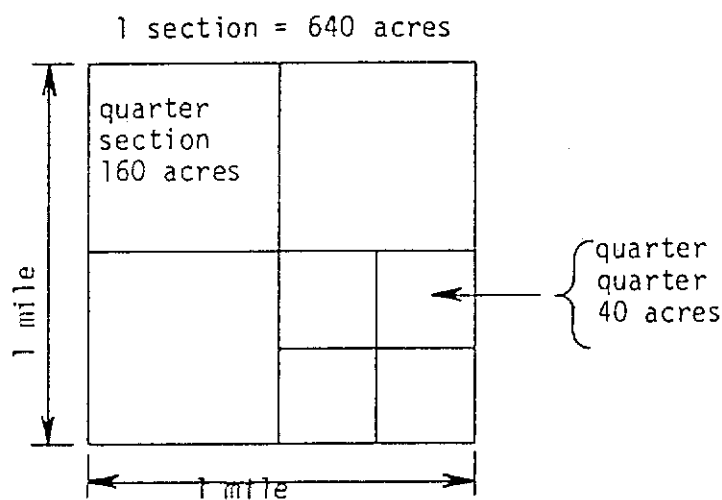 1 section = 640 acres
quarter
section
160 acres
quarter
quarter
40 acres
1 mile
1 mile